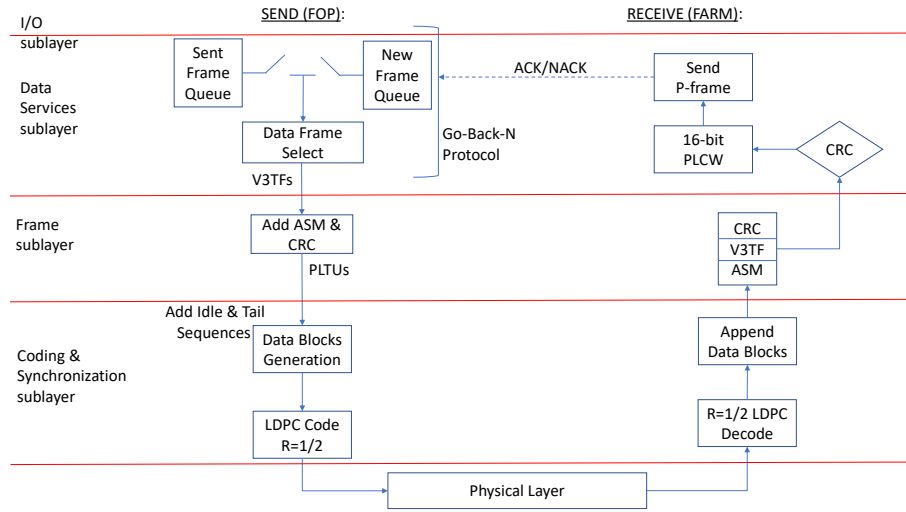 SEND (FOP):
RECEIVE (FARM):
I/O
sublayer
Sent
Frame
Queue
New
Frame
Queue
ACK/NACK
Send
P-frame
Data
Services
sublayer
Data Frame
Select
Go-Back-N
Protocol
16-bit
PLCW
CRC
V3TFs
Frame
sublayer
Add ASM &
CRC
CRC
V3TF
ASM
PLTUs
Add Idle & Tail
Sequences
Data Blocks
Generation
Append
Data Blocks
Coding &
Synchronization
sublayer
LDPC Code
R=1/2
R=1/2 LDPC
Decode
Physical Layer